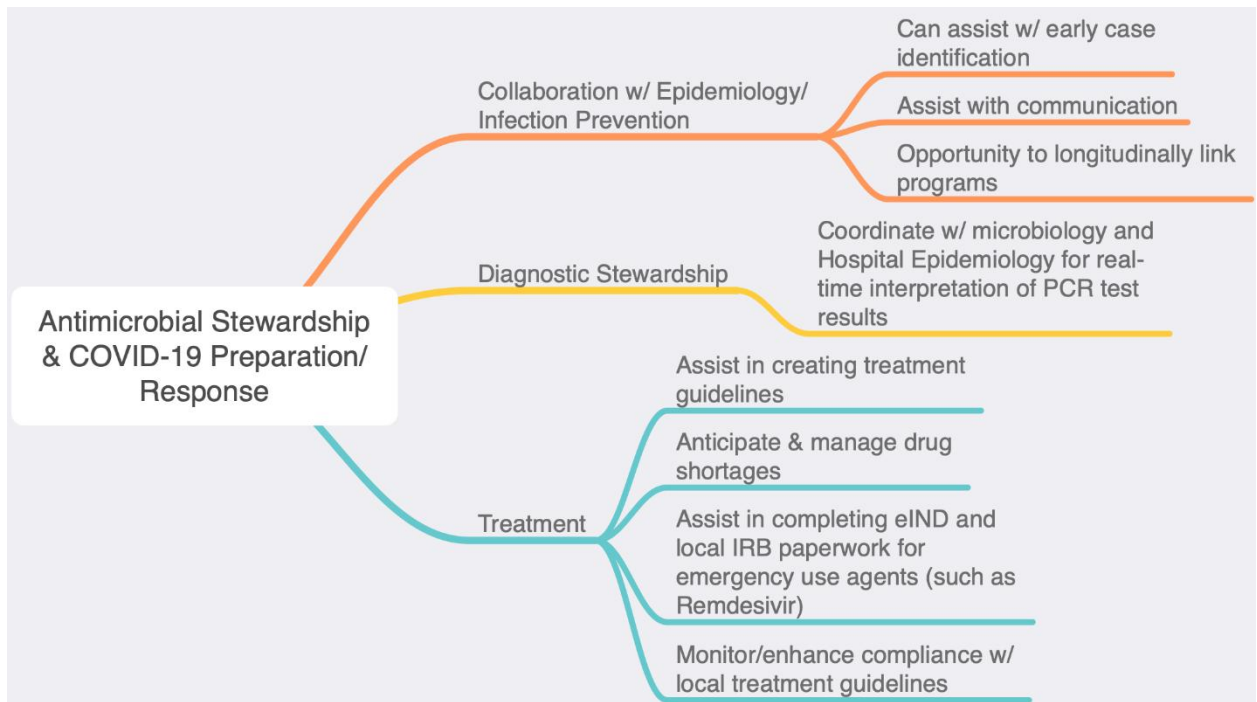 Antimicrobial Stewardship
& COVID-19 Preparation/
Response
Collaboration w/ Epidemiology/
Infection Prevention
Can assist w/ early case
identification
Assist with communication
Opportunity to longitudinally link
programs
Diagnostic Stewardship
Coordinate w/ microbiology and
Hospital Epidemiology for real-
time interpretation of PCR test
results
Treatment
Assist in creating treatment
guidelines
Anticipate & manage drug
shortages
Assist in completing eIND and
local IRB paperwork for
emergency use agents (such as
Remdesivir)
Monitor/enhance compliance w/
local treatment guidelines